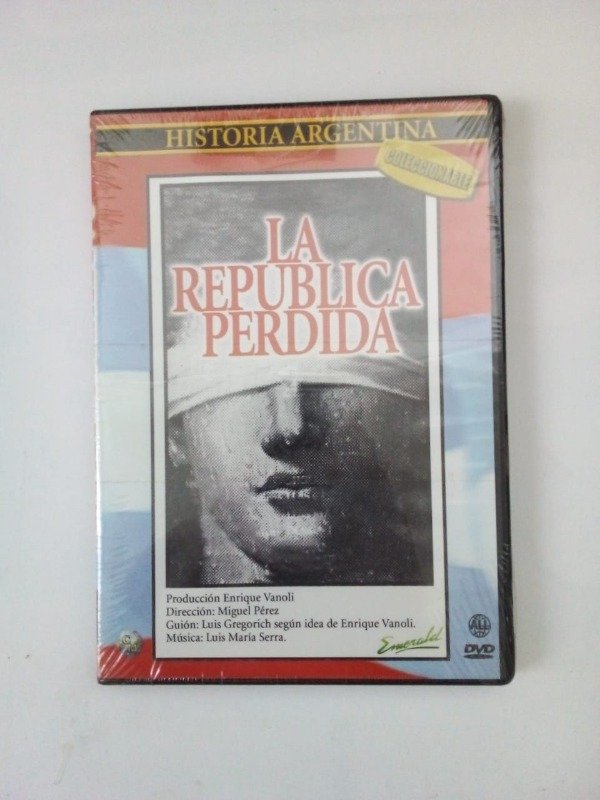 HISTORIA ARGENTINA
COLECCIONABLE
LA
REPUBLICA
PERDIDA
Producción Enrique Vanoli
Dirección: Miguel Pérez
Guión: Luis Gregorich según idea de Enrique Vanoli.
Música: Luis María Serra.
Emerald
ALL
DVD